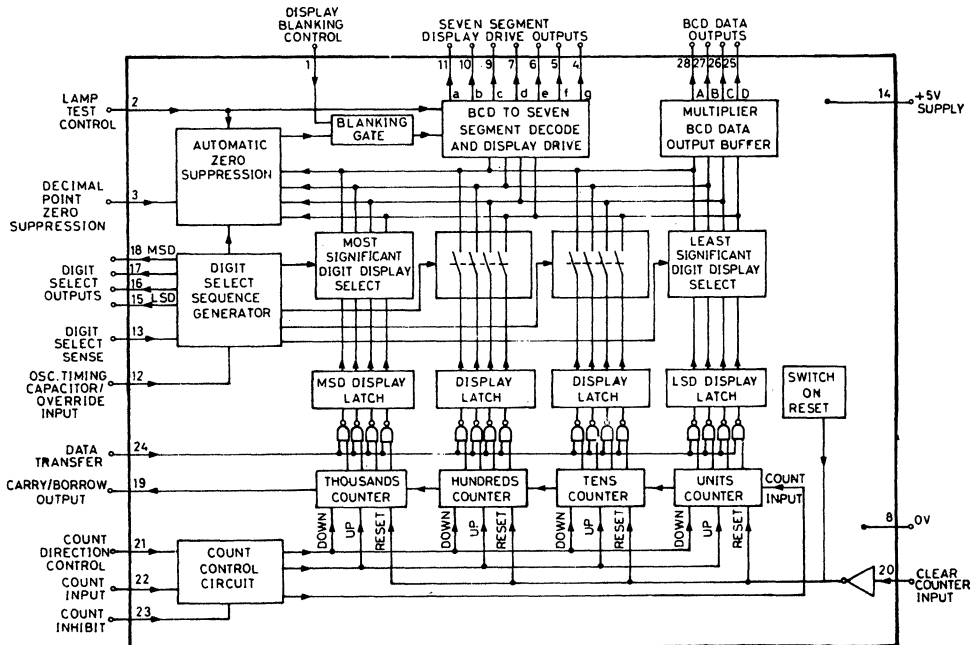 DISPLAY
BLANKING
CONTROL
SEVEN SEGMENT
DISPLAY DRIVE OUTPUTS
BCD DATA
OUTPUTS
1
11 10 9 7 6 5 4
28 27 26 25
a b c d e f g
A B C D
LAMP
TEST
CONTROL
2
14
+5V
SUPPLY
BLANKING
GATE
BCD TO SEVEN
SEGMENT DECODE
AND DISPLAY DRIVE
MULTIPLIER
BCD DATA
OUTPUT BUFFER
AUTOMATIC
ZERO
SUPPRESSION
DECIMAL
POINT
ZERO
SUPPRESSION
3
18 MSD
17
16
15 LSD
DIGIT
SELECT
OUTPUTS
DIGIT
SELECT
SEQUENCE
GENERATOR
MOST
SIGNIFICANT
DIGIT DISPLAY
SELECT
LEAST
SIGNIFICANT
DIGIT DISPLAY
SELECT
DIGIT
SELECT
SENSE
13
OSC. TIMING
CAPACITOR/
OVERRIDE
INPUT
12
MSD DISPLAY
LATCH
DISPLAY
LATCH
DISPLAY
LATCH
LSD DISPLAY
LATCH
SWITCH
ON
RESET
DATA
TRANSFER
24
CARRY/BORROW
OUTPUT
19
THOUSANDS
COUNTER
HUNDREDS
COUNTER
TENS
COUNTER
UNITS
COUNTER
COUNT
INPUT
DOWN UP RESET
DOWN UP RESET
DOWN UP RESET
DOWN UP RESET
8
0V
COUNT
DIRECTION
CONTROL
21
COUNT
INPUT
22
COUNT
INHIBIT
23
COUNT
CONTROL
CIRCUIT
20
CLEAR
COUNTER
INPUT